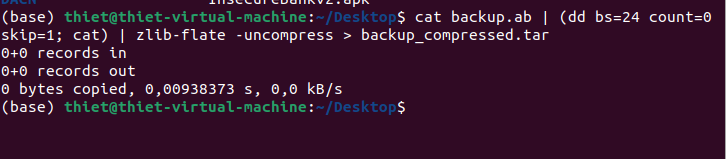 InsecureBankv2.apk
(base) thiet@thiet-virtual-machine:~/Desktop$ cat backup.ab | (dd bs=24 count=0
skip=1; cat) | zlib-flate -uncompress > backup_compressed.tar
0+0 records in
0+0 records out
0 bytes copied, 0,00938373 s, 0,0 kB/s
(base) thiet@thiet-virtual-machine:~/Desktop$